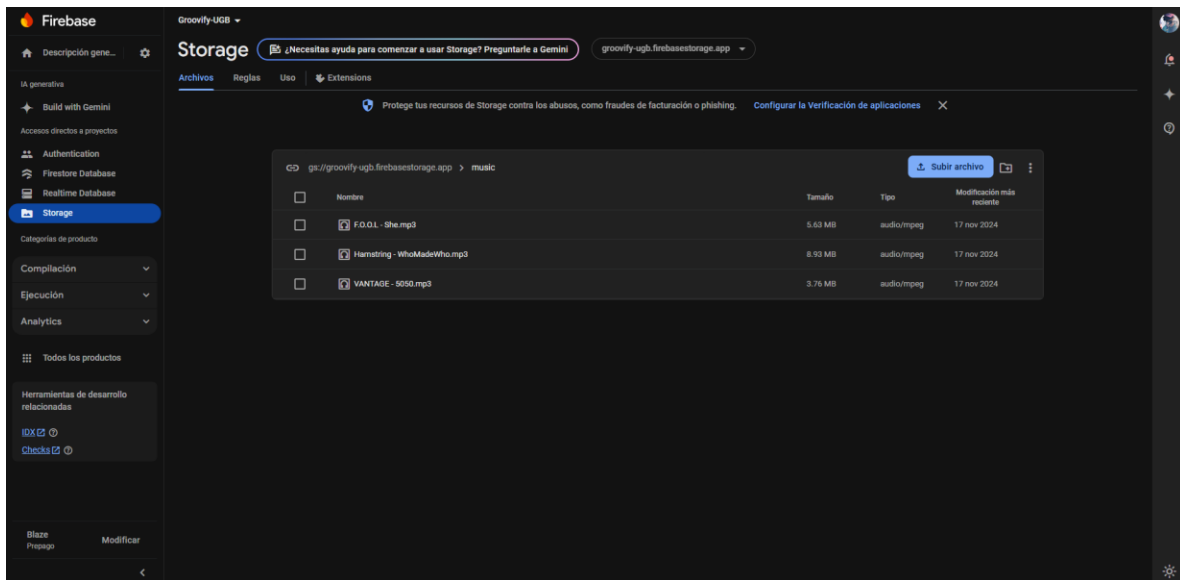 Firebase
Descripción gene...
IA generativa
Build with Gemini
Accesos directos a proyectos
Authentication
Firestore Database
Realtime Database
Storage
Categorías de producto
Compilación
Ejecución
Analytics
Todos los productos
Herramientas de desarrollo
relacionadas
IDX
Checks
Blaze
Prepago
Modificar
Groovify-UGB
Storage
¿Necesitas ayuda para comenzar a usar Storage? Preguntarle a Gemini
groovify-ugb.firebasestorage.app
Archivos Reglas Uso Extensions
Protege tus recursos de Storage contra los abusos, como fraudes de facturación o phishing. Configurar la Verificación de aplicaciones
gs://groovify-ugb.firebasestorage.app > music
Subir archivo
Nombre Tamaño Tipo Modificación más
reciente
F.O.O.L - She.mp3 5.63 MB audio/mpeg 17 nov 2024
Hamstring - WhoMadeWho.mp3 8.93 MB audio/mpeg 17 nov 2024
VANTAGE - 5050.mp3 3.76 MB audio/mpeg 17 nov 2024